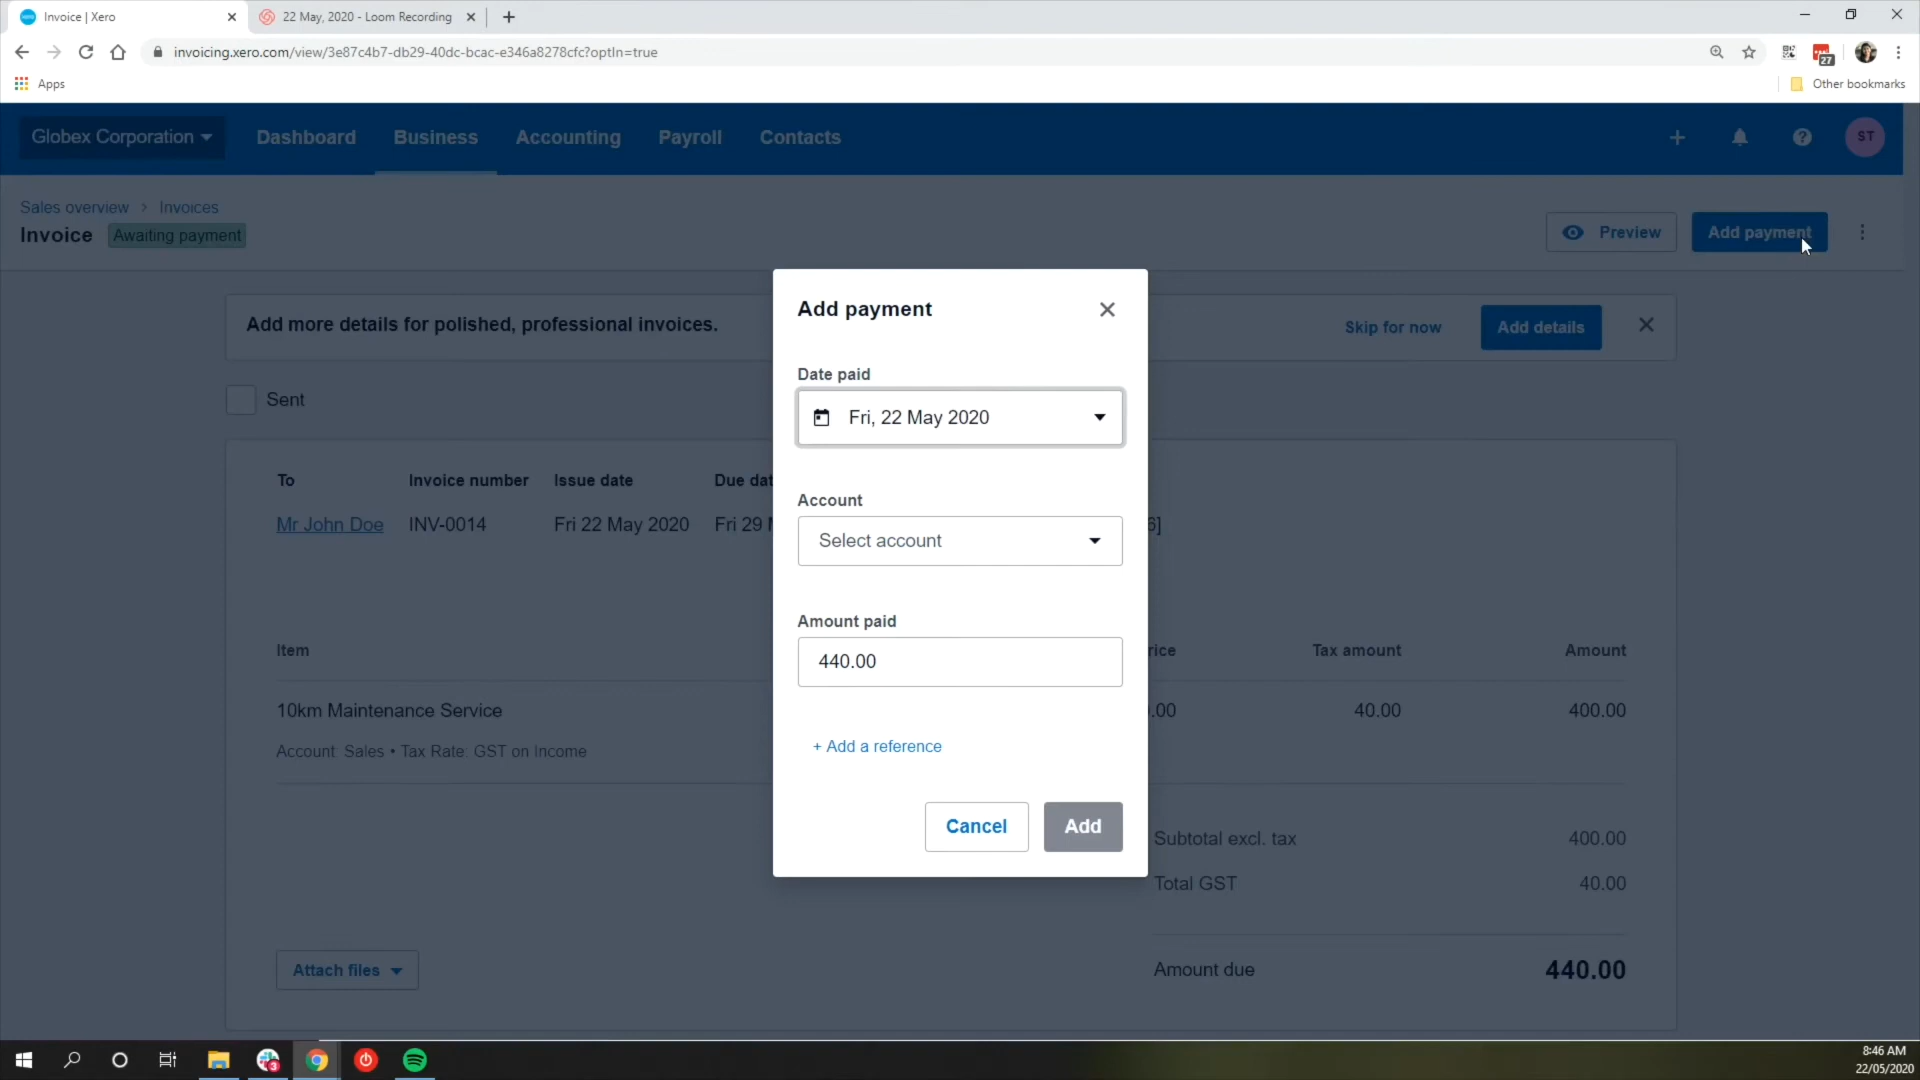 Invoice | Xero
22 May, 2020 - Loom Recording
invoicing.xero.com/view/3e87c4b7-db29-40dc-bcac-e346a8278cfc?optIn=true
27
Apps
Other bookmarks
Globex Corporation
Dashboard
Business
Accounting
Payroll
Contacts
ST
Sales overview > Invoices
Invoice
Awaiting payment
Preview
Add payment
Add more details for polished, professional invoices.
Skip for now
Add details
Sent
To
Invoice number
Issue date
Due dat
Mr John Doe
INV-0014
Fri 22 May 2020
Fri 29 M
6]
Item
rice
Tax amount
Amount
10km Maintenance Service
.00
40.00
400.00
Account: Sales • Tax Rate: GST on Income
Subtotal excl. tax
400.00
Total GST
40.00
Attach files
Amount due
440.00
Add payment
Date paid
Fri, 22 May 2020
Account
Select account
Amount paid
440.00
+ Add a reference
Cancel
Add
3
8:46 AM
22/05/2020